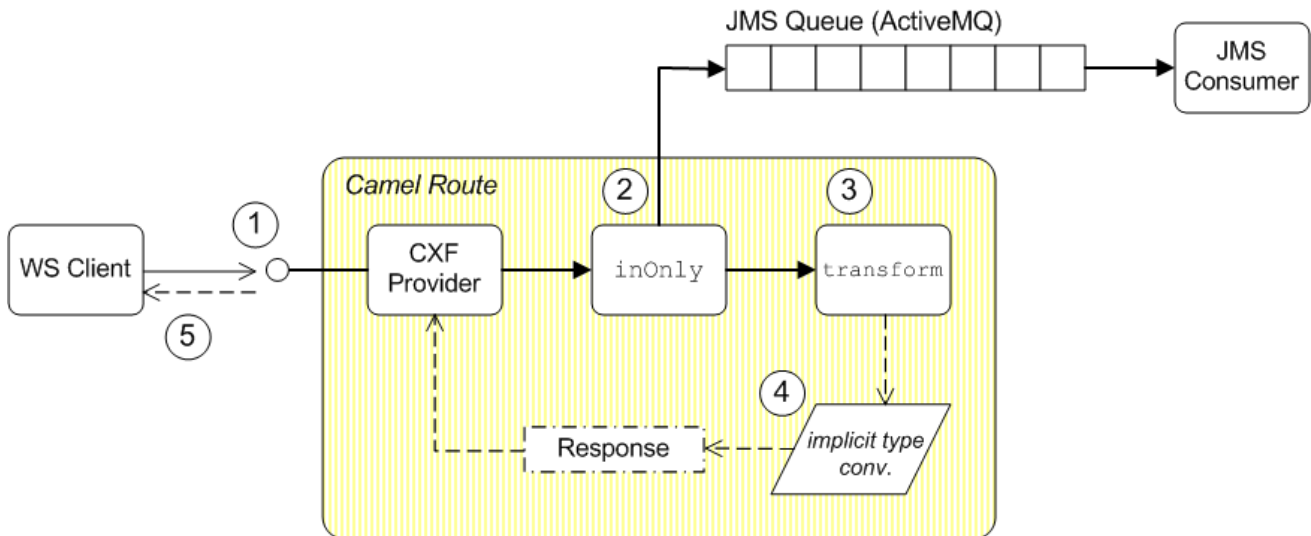 JMS Queue (ActiveMQ)
JMS
Consumer
Camel Route
2
3
1
WS Client
CXF
Provider
inOnly
transform
5
4
implicit type
conv.
Response